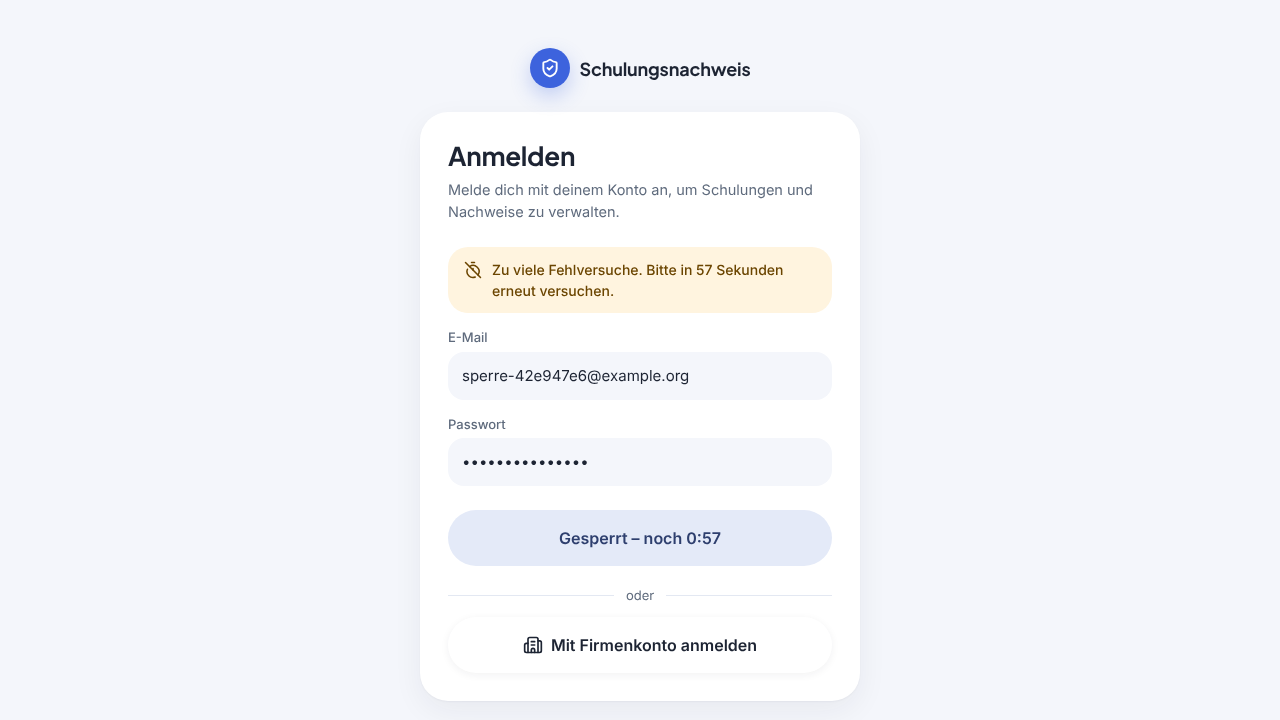 Schulungsnachweis
Anmelden
Melde dich mit deinem Konto an, um Schulungen und
Nachweise zu verwalten.
Zu viele Fehlversuche. Bitte in 57 Sekunden
erneut versuchen.
E-Mail
sperre-42e947e6@example.org
Passwort
•••••••••••••••
Gesperrt – noch 0:57
oder
Mit Firmenkonto anmelden